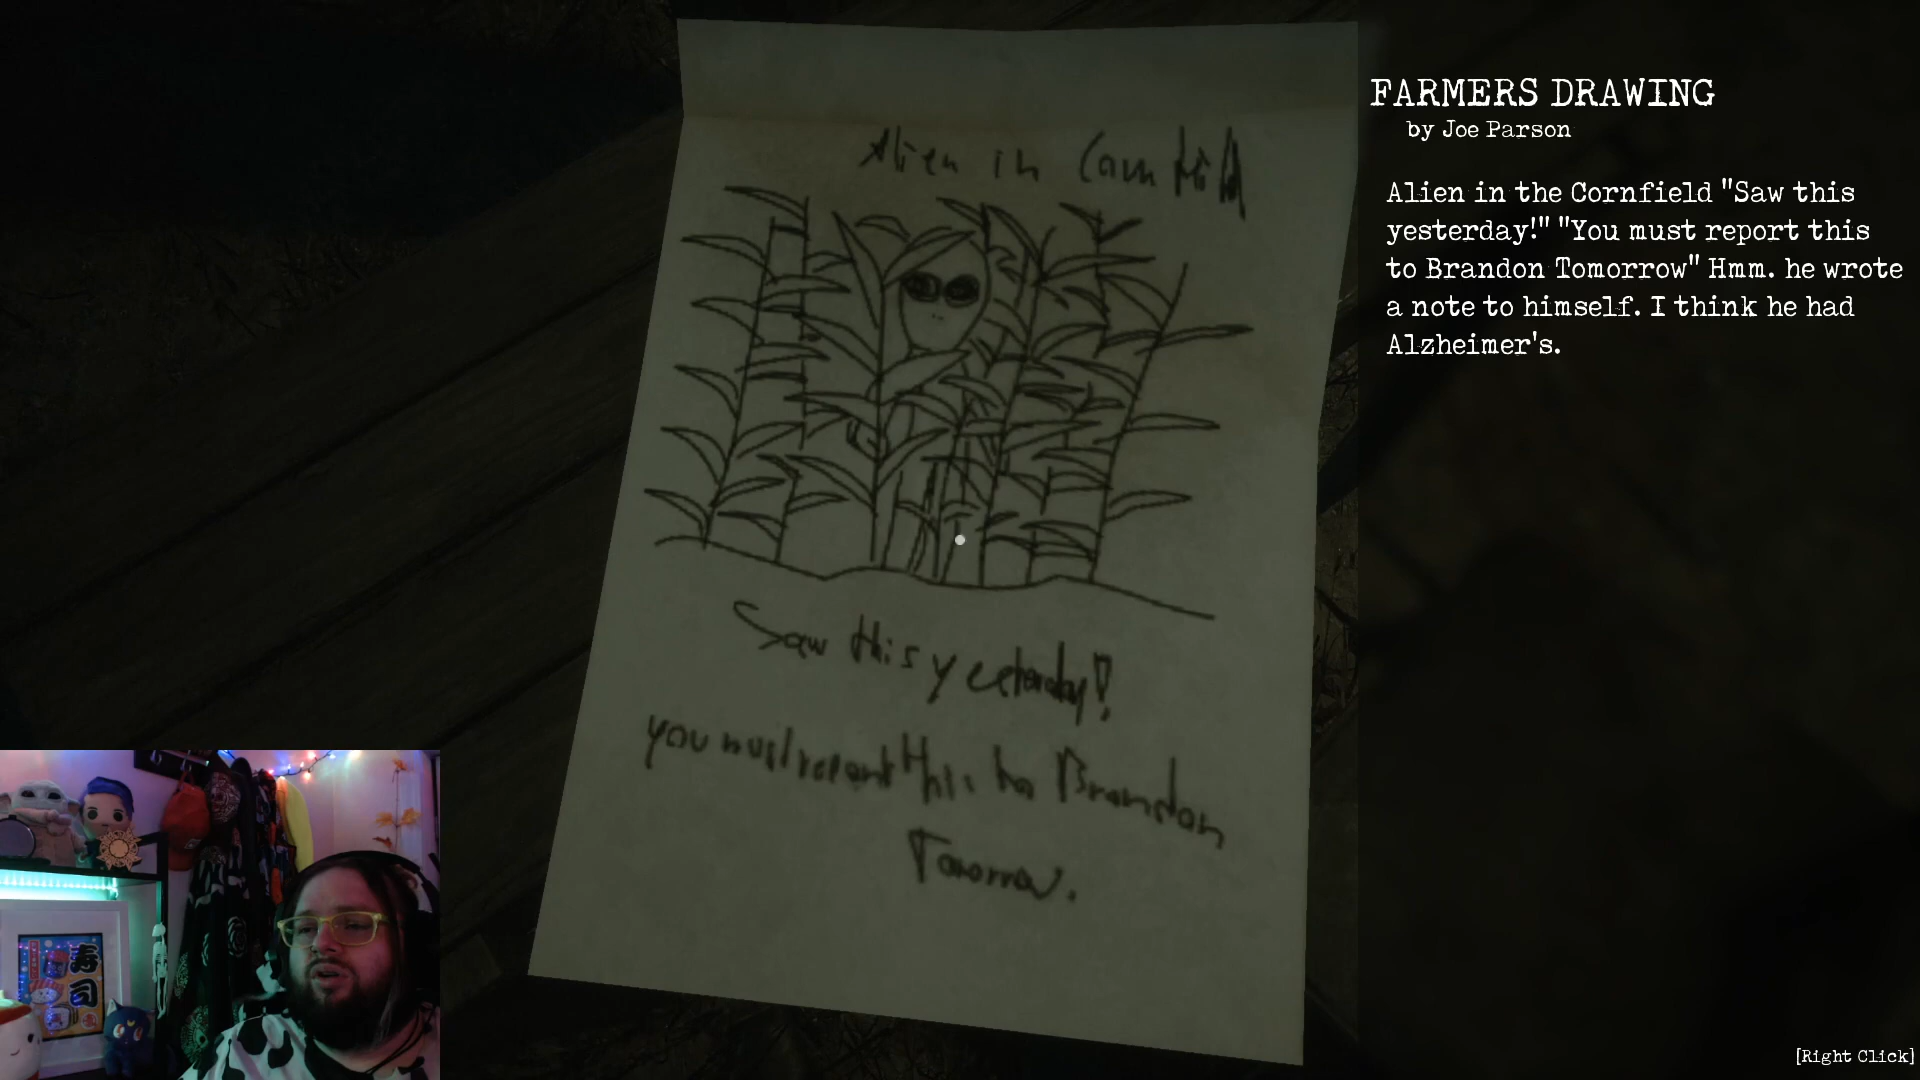 Alien in Cornfield
Saw this yesterday!
you must report this to Brandon
Tomorrow.
FARMERS DRAWING
by Joe Parson
Alien in the Cornfield "Saw this
yesterday!" "You must report this
to Brandon Tomorrow" Hmm. he wrote
a note to himself. I think he had
Alzheimer's.
寿司
[Right Click]